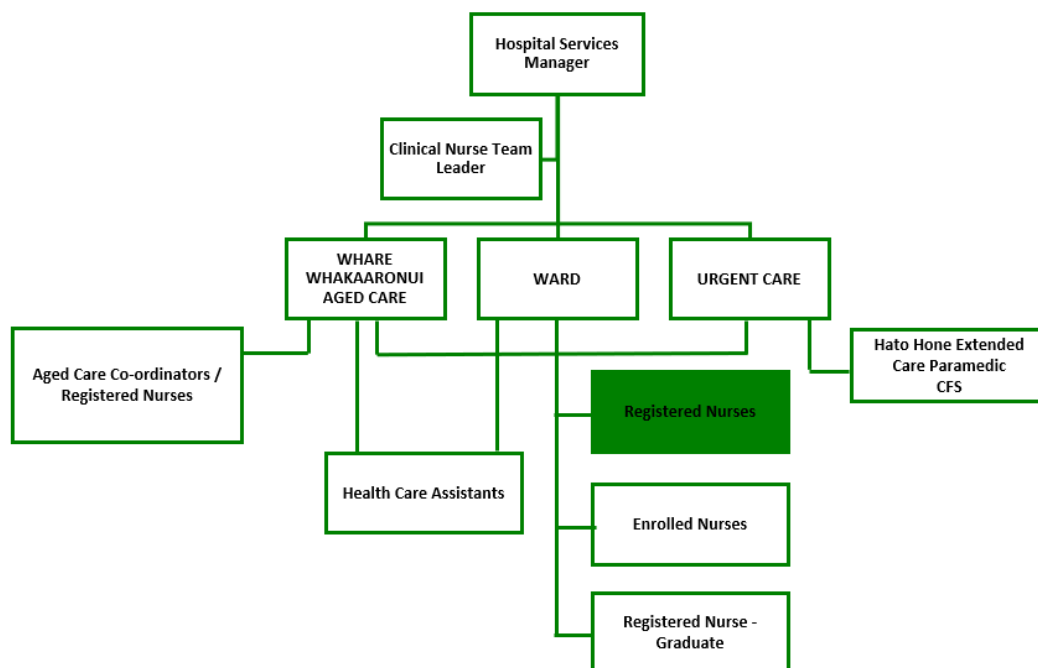 Hospital Services
Manager
Clinical Nurse Team
Leader
WHARE
WHAKAARONUI
AGED CARE
WARD
URGENT CARE
Aged Care Co-ordinators /
Registered Nurses
Hato Hone Extended
Care Paramedic
CFS
Registered Nurses
Health Care Assistants
Enrolled Nurses
Registered Nurse -
Graduate